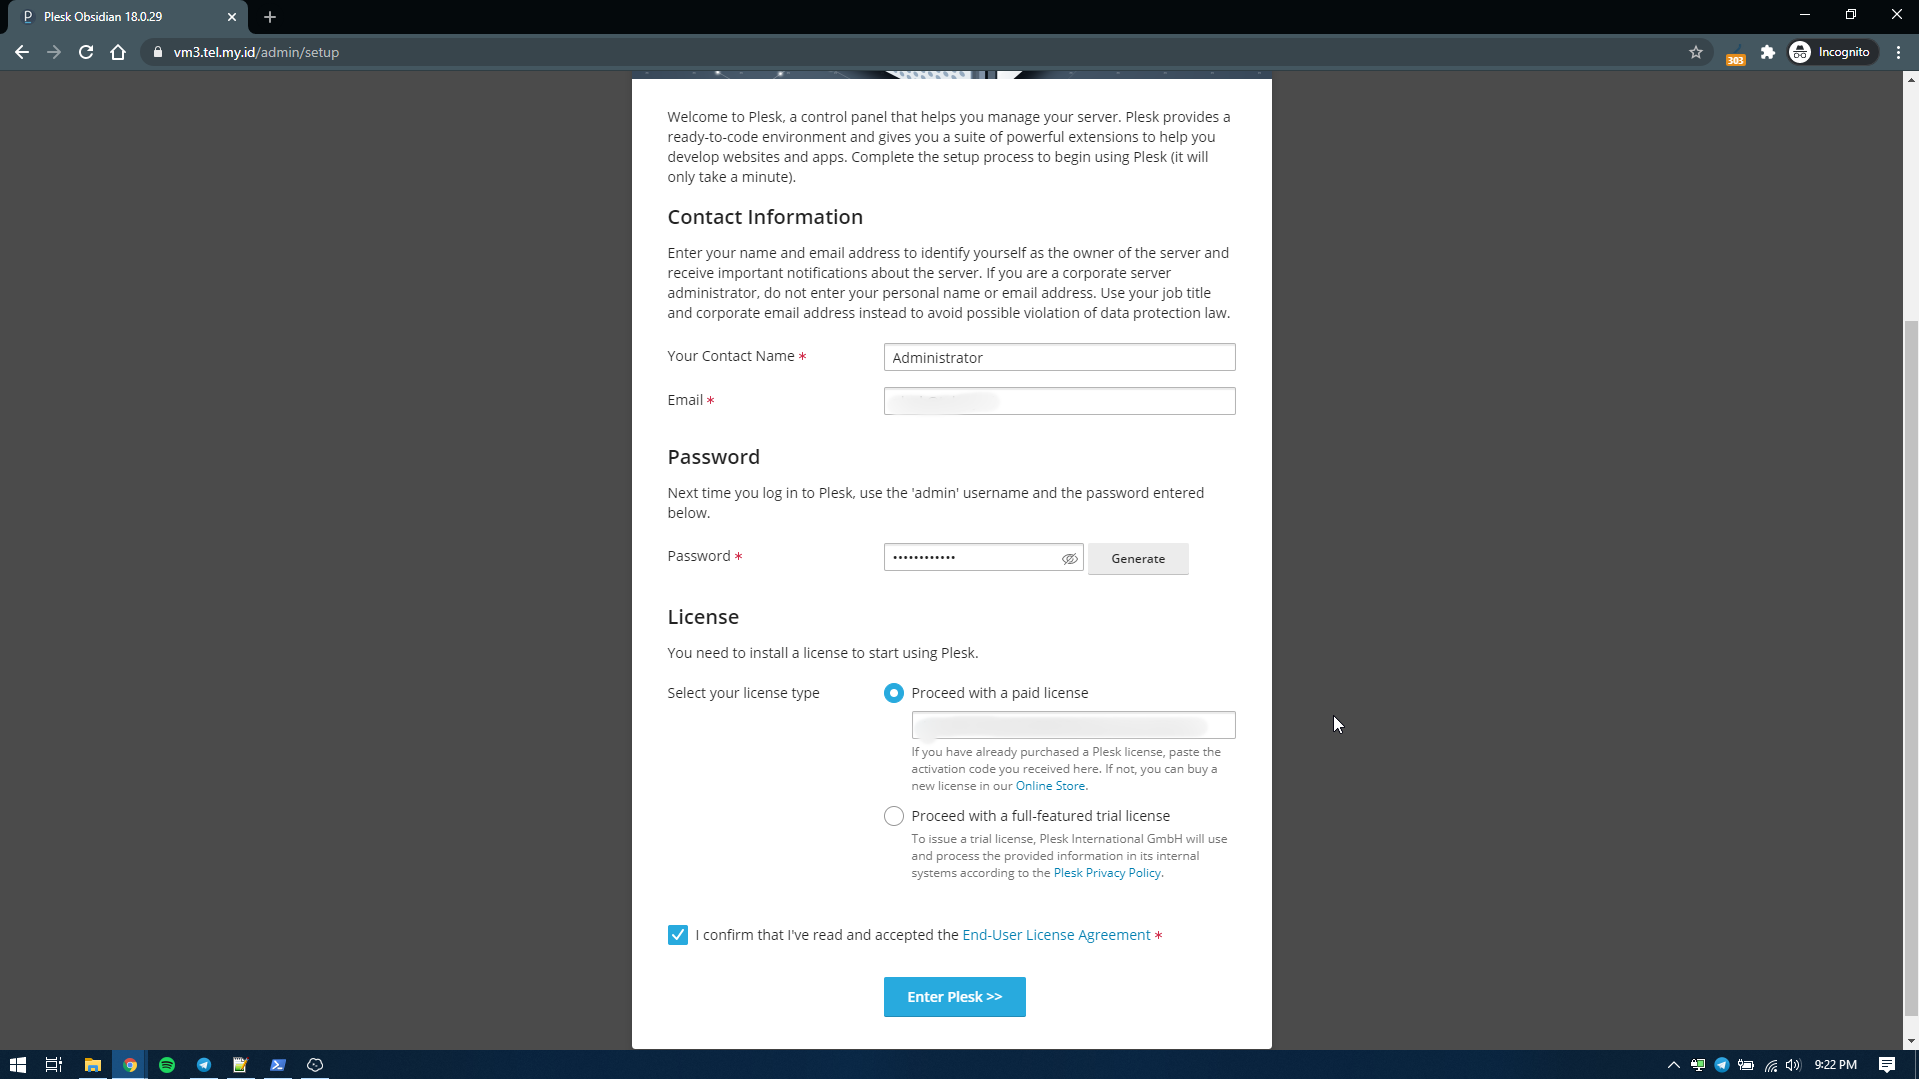 Plesk Obsidian 18.0.29
vm3.tel.my.id/admin/setup
303
Incognito
Welcome to Plesk, a control panel that helps you manage your server. Plesk provides a
ready-to-code environment and gives you a suite of powerful extensions to help you
develop websites and apps. Complete the setup process to begin using Plesk (it will
only take a minute).
Contact Information
Enter your name and email address to identify yourself as the owner of the server and
receive important notifications about the server. If you are a corporate server
administrator, do not enter your personal name or email address. Use your job title
and corporate email address instead to avoid possible violation of data protection law.
Your Contact Name *
Administrator
Email *
Password
Next time you log in to Plesk, use the 'admin' username and the password entered
below.
Password *
••••••••••••
Generate
License
You need to install a license to start using Plesk.
Select your license type
Proceed with a paid license
If you have already purchased a Plesk license, paste the
activation code you received here. If not, you can buy a
new license in our Online Store.
Proceed with a full-featured trial license
To issue a trial license, Plesk International GmbH will use
and process the provided information in its internal
systems according to the Plesk Privacy Policy.
I confirm that I've read and accepted the End-User License Agreement *
Enter Plesk >>
9:22 PM